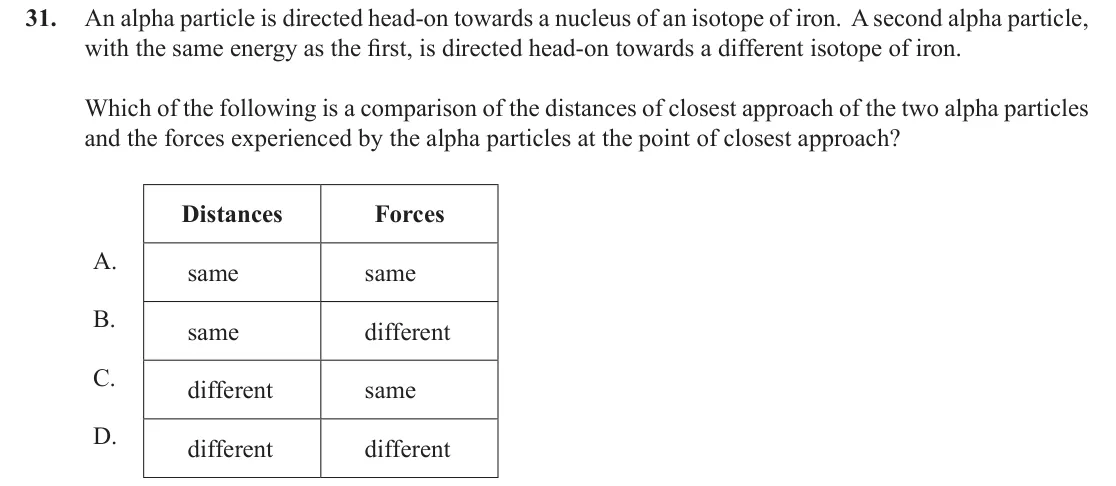 31. An alpha particle is directed head-on towards a nucleus of an isotope of iron. A second alpha particle,
with the same energy as the first, is directed head-on towards a different isotope of iron.
Which of the following is a comparison of the distances of closest approach of the two alpha particles
and the forces experienced by the alpha particles at the point of closest approach?
Distances Forces
A. same same
B. same different
C. different same
D. different different